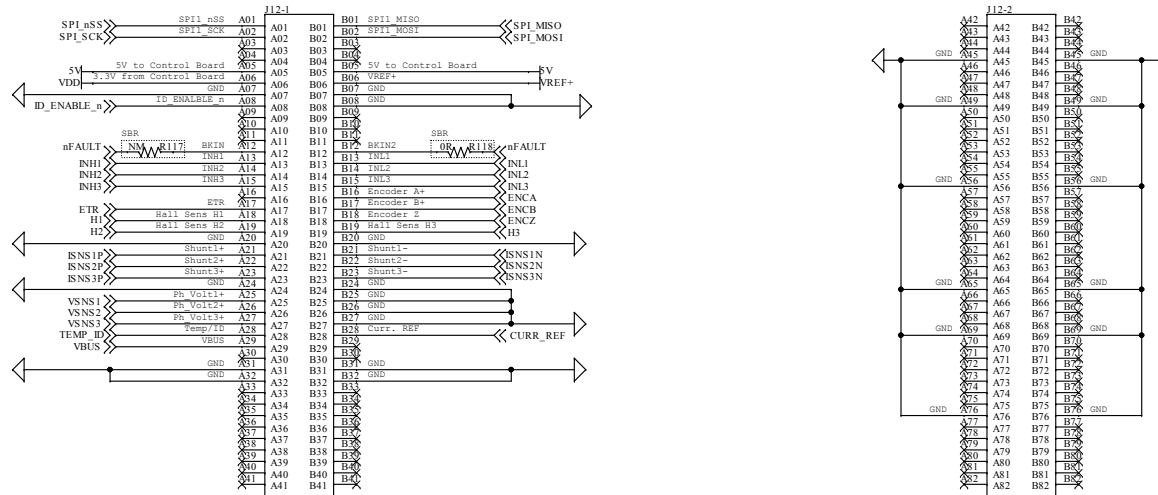 J12-1
SPI_nSS SPI1_nSS A01 A01 B01 B01 SPI1_MISO SPI_MISO
SPI_SCK SPI1_SCK A02 A02 B02 B02 SPI1_MOSI SPI_MOSI
A03 A03 B03 B03
A04 A04 B04 B04
5V 5V to Control Board A05 A05 B05 B05 5V to Control Board 5V
VDD 3.3V from Control Board A06 A06 B06 B06 VREF+ VREF+
GND A07 A07 B07 B07 GND
ID_ENABLE_n ID_ENALBLE_n A08 A08 B08 B08 GND
A09 A09 B09 B09
A10 A10 B10 B10
A11 A11 B11 B11
SBR SBR
nFAULT NM R117 BKIN A12 A12 B12 B12 BKIN2 0R R118 nFAULT
INH1 INH1 A13 A13 B13 B13 INL1 INL1
INH2 INH2 A14 A14 B14 B14 INL2 INL2
INH3 INH3 A15 A15 B15 B15 INL3 INL3
A16 A16 B16 B16 Encoder A+ ENCA
ETR ETR A17 A17 B17 B17 Encoder B+ ENCB
H1 Hall Sens H1 A18 A18 B18 B18 Encoder Z ENCZ
H2 Hall Sens H2 A19 A19 B19 B19 Hall Sens H3 H3
GND A20 A20 B20 B20 GND
ISNS1P Shunt1+ A21 A21 B21 B21 Shunt1- ISNS1N
ISNS2P Shunt2+ A22 A22 B22 B22 Shunt2- ISNS2N
ISNS3P Shunt3+ A23 A23 B23 B23 Shunt3- ISNS3N
GND A24 A24 B24 B24 GND
VSNS1 Ph_Volt1+ A25 A25 B25 B25 GND
VSNS2 Ph_Volt2+ A26 A26 B26 B26 GND
VSNS3 Ph_Volt3+ A27 A27 B27 B27 GND
TEMP_ID Temp/ID A28 A28 B28 B28 Curr. REF CURR_REF
VBUS VBUS A29 A29 B29 B29
A30 A30 B30 B30
GND A31 A31 B31 B31 GND
GND A32 A32 B32 B32 GND
A33 A33 B33 B33
A34 A34 B34 B34
A35 A35 B35 B35
A36 A36 B36 B36
A37 A37 B37 B37
A38 A38 B38 B38
A39 A39 B39 B39
A40 A40 B40 B40
A41 A41 B41 B41
J12-2
A42 A42 B42 B42
A43 A43 B43 B43
A44 A44 B44 B44
GND A45 A45 B45 B45 GND
A46 A46 B46 B46
A47 A47 B47 B47
A48 A48 B48 B48
GND A49 A49 B49 B49 GND
A50 A50 B50 B50
A51 A51 B51 B51
A52 A52 B52 B52
A53 A53 B53 B53
A54 A54 B54 B54
A55 A55 B55 B55
GND A56 A56 B56 B56 GND
A57 A57 B57 B57
A58 A58 B58 B58
A59 A59 B59 B59
A60 A60 B60 B60
A61 A61 B61 B61
A62 A62 B62 B62
A63 A63 B63 B63
A64 A64 B64 B64
GND A65 A65 B65 B65 GND
A66 A66 B66 B66
A67 A67 B67 B67
A68 A68 B68 B68
GND A69 A69 B69 B69 GND
A70 A70 B70 B70
A71 A71 B71 B71
A72 A72 B72 B72
A73 A73 B73 B73
A74 A74 B74 B74
A75 A75 B75 B75
GND A76 A76 B76 B76 GND
A77 A77 B77 B77
A78 A78 B78 B78
A79 A79 B79 B79
A80 A80 B80 B80
A81 A81 B81 B81
A82 A82 B82 B82